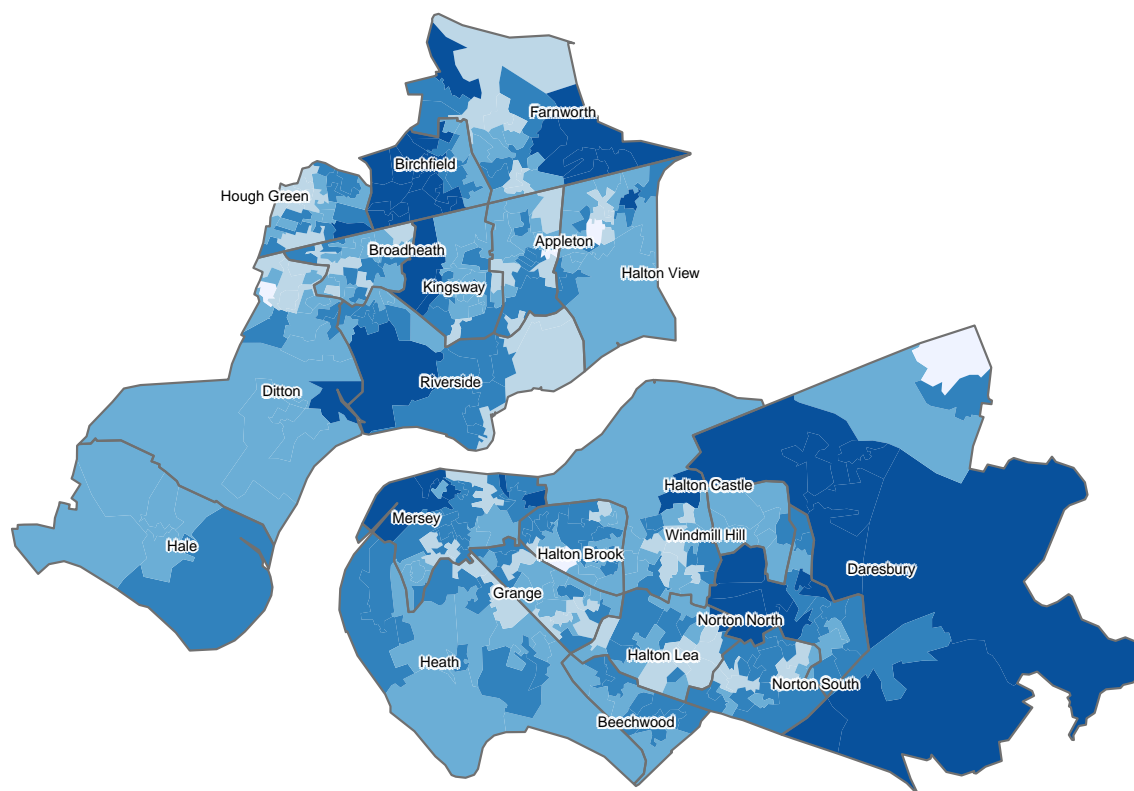 Farnworth
Birchfield
Hough Green
Broadheath
Appleton
Halton View
Kingsway
Riverside
Ditton
Halton Castle
Mersey
Windmill Hill
Hale
Halton Brook
Daresbury
Grange
Norton North
Heath
Halton Lea
Norton South
Beechwood